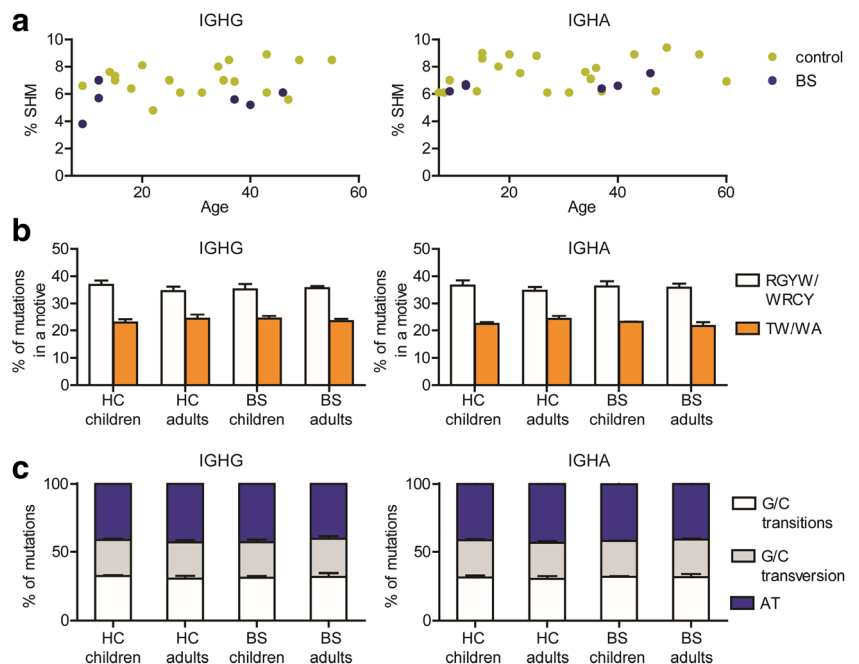 a
IGHG
IGHA
% SHM
10
8
6
4
2
0
20
40
60
Age
% SHM
10
8
6
4
2
0
20
40
60
Age
control
BS
b
IGHG
IGHA
% of mutations
in a motive
50
40
30
20
10
0
HC
children
HC
adults
BS
children
BS
adults
% of mutations
in a motive
50
40
30
20
10
0
HC
children
HC
adults
BS
children
BS
adults
RGYW/
WRCY
TW/WA
c
IGHG
IGHA
% of mutations
100
50
0
HC
children
HC
adults
BS
children
BS
adults
% of mutations
100
50
0
HC
children
HC
adults
BS
children
BS
adults
G/C
transitions
G/C
transversion
AT